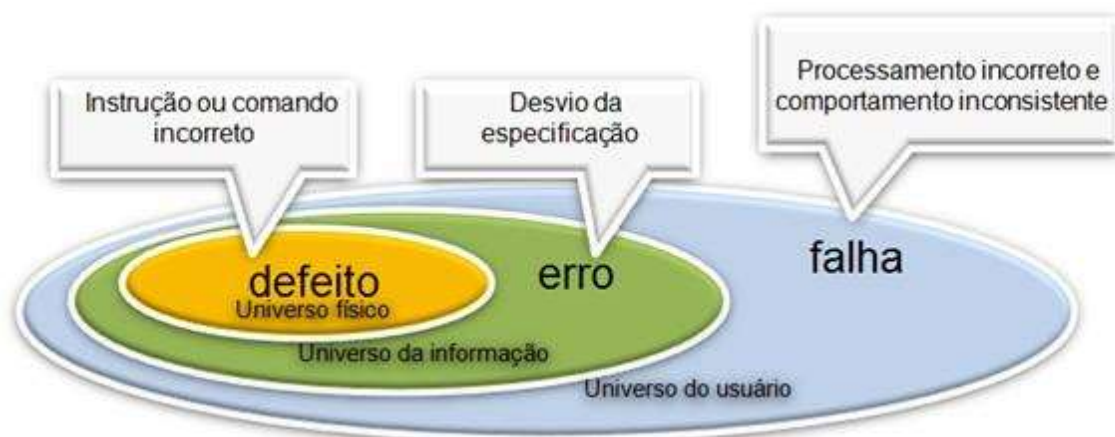 Instrução ou comando
incorreto
Desvio da
especificação
Processamento incorreto e
comportamento inconsistente
defeito
Universo físico
erro
Universo da informação
falha
Universo do usuário